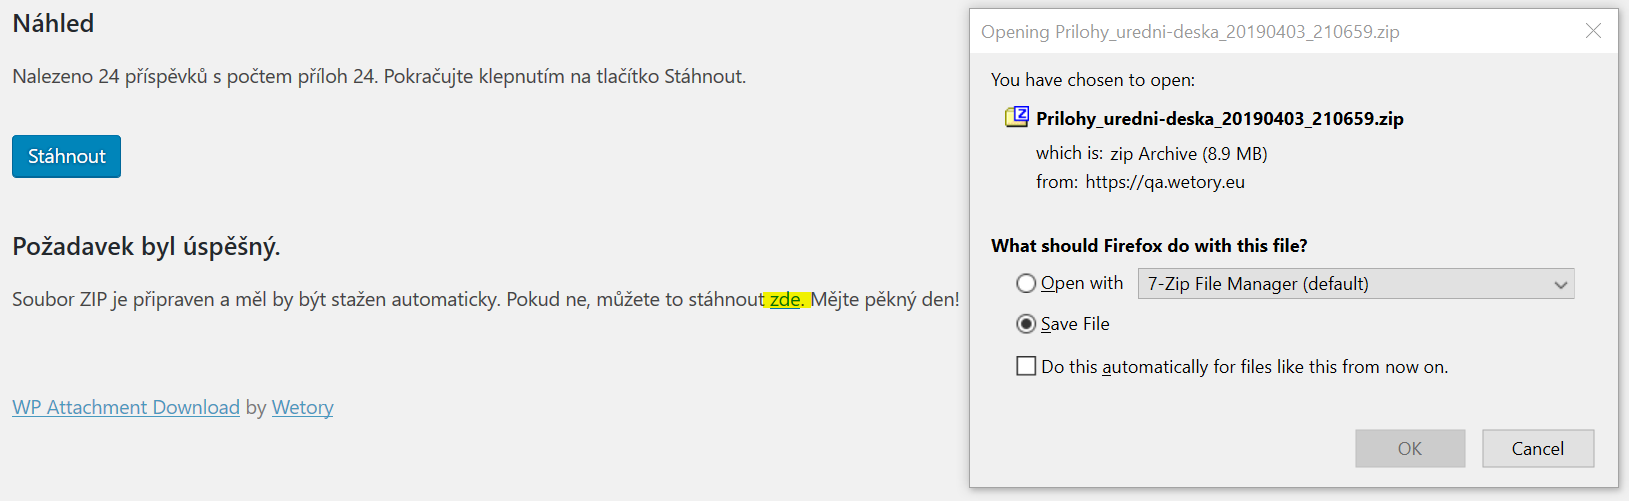 Náhled
Nalezeno 24 příspěvků s počtem příloh 24. Pokračujte klepnutím na tlačítko Stáhnout.
Stáhnout
Požadavek byl úspěšný.
Soubor ZIP je připraven a měl by být stažen automaticky. Pokud ne, můžete to stáhnout zde. Mějte pěkný den!
WP Attachment Download by Wetory
Opening Prilohy_uredni-deska_20190403_210659.zip
You have chosen to open:
Prilohy_uredni-deska_20190403_210659.zip
which is: zip Archive (8.9 MB)
from: https://qa.wetory.eu
What should Firefox do with this file?
Open with 7-Zip File Manager (default)
Save File
Do this automatically for files like this from now on.
OK Cancel